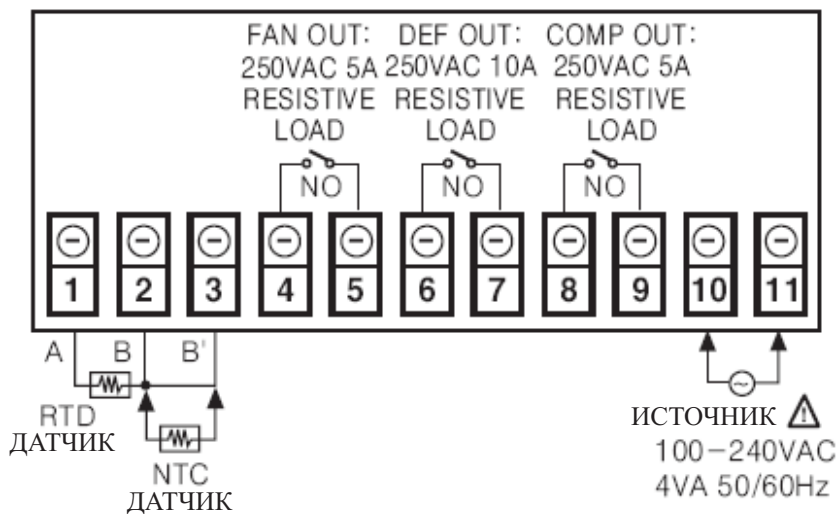 FAN OUT: DEF OUT: COMP OUT:
250VAC 5A 250VAC 10A 250VAC 5A
RESISTIVE RESISTIVE RESISTIVE
LOAD LOAD LOAD
NO NO NO
1 2 3 4 5 6 7 8 9 10 11
A B B'
RTD
ДАТЧИК
NTC
ДАТЧИК
ИСТОЧНИК
100-240VAC
4VA 50/60Hz